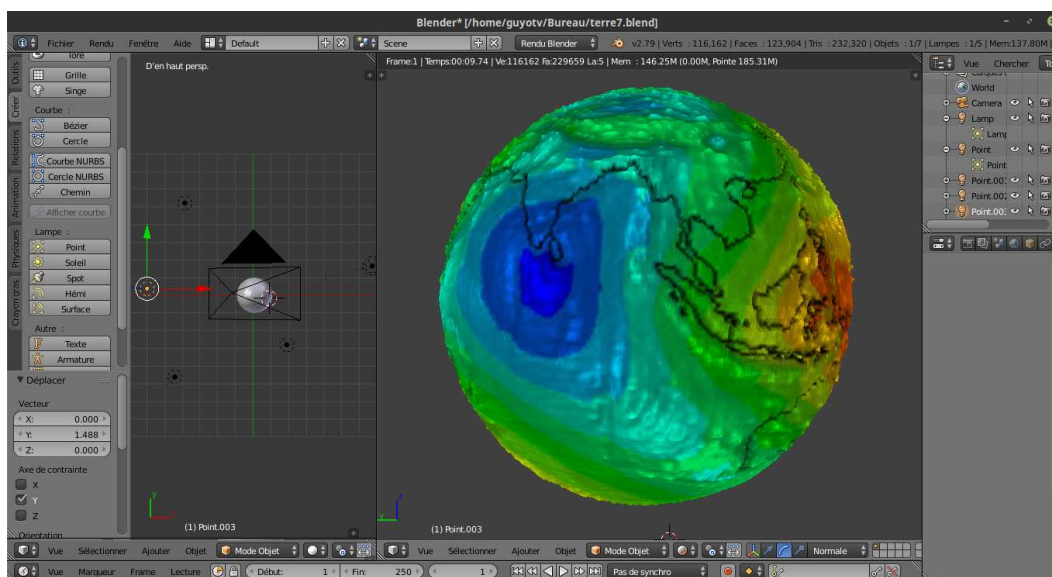 Blender* [/home/guyotv/Bureau/terre7.blend]
Fichier Rendu Fenêtre Aide Default Scene Rendu Blender v2.79 | Verts : 116,162 | Faces : 123,904 | Tris : 232,320 | Objets : 1/7 | Lampes : 1/5 | Mem:137.80M
Outils
Créer
Relations
Animation
Physiques
Crayon gras
Tore
Grille
Singe
Courbe :
Bézier
Cercle
Courbe NURBS
Cercle NURBS
Chemin
Afficher courbe
Lampe :
Point
Soleil
Spot
Hémi
Surface
Autre :
Texte
Armature
Déplacer
Vecteur
X: 0.000
Y: 1.488
Z: 0.000
Axe de contrainte
X
Y
Z
Orientation
D'en haut persp.
y
(1) Point.003
Frame:1 | Temps:00:09.74 | Ve:116162 Fa:229659 La:5 | Mem : 146.25M (0.00M, Pointe 185.31M)
y z
(1) Point.003
Vue Chercher
World
Camera
Lamp
Lamp
Point
Point
Point.00
Point.00
Point.00
Vue Sélectionner Ajouter Objet Mode Objet
Vue Sélectionner Ajouter Objet Mode Objet Normale
Vue Marqueur Frame Lecture Début: 1 Fin: 250 1 Pas de synchro